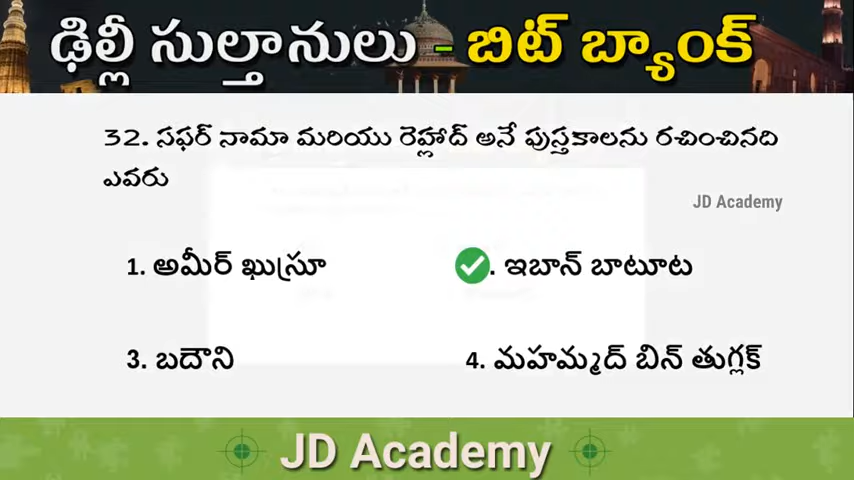 ఢిల్లీ సుల్తానులు - బిట్ బ్యాంక్
32. సఫర్ నామా మరియు రెహ్లాద్ అనే పుస్తకాలను రచించినది
ఎవరు
JD Academy
1. అమీర్ ఖుస్రూ
. ఇబాన్ బాటూట
3. బదౌని
4. మహమ్మద్ బిన్ తుగ్లక్
JD Academy